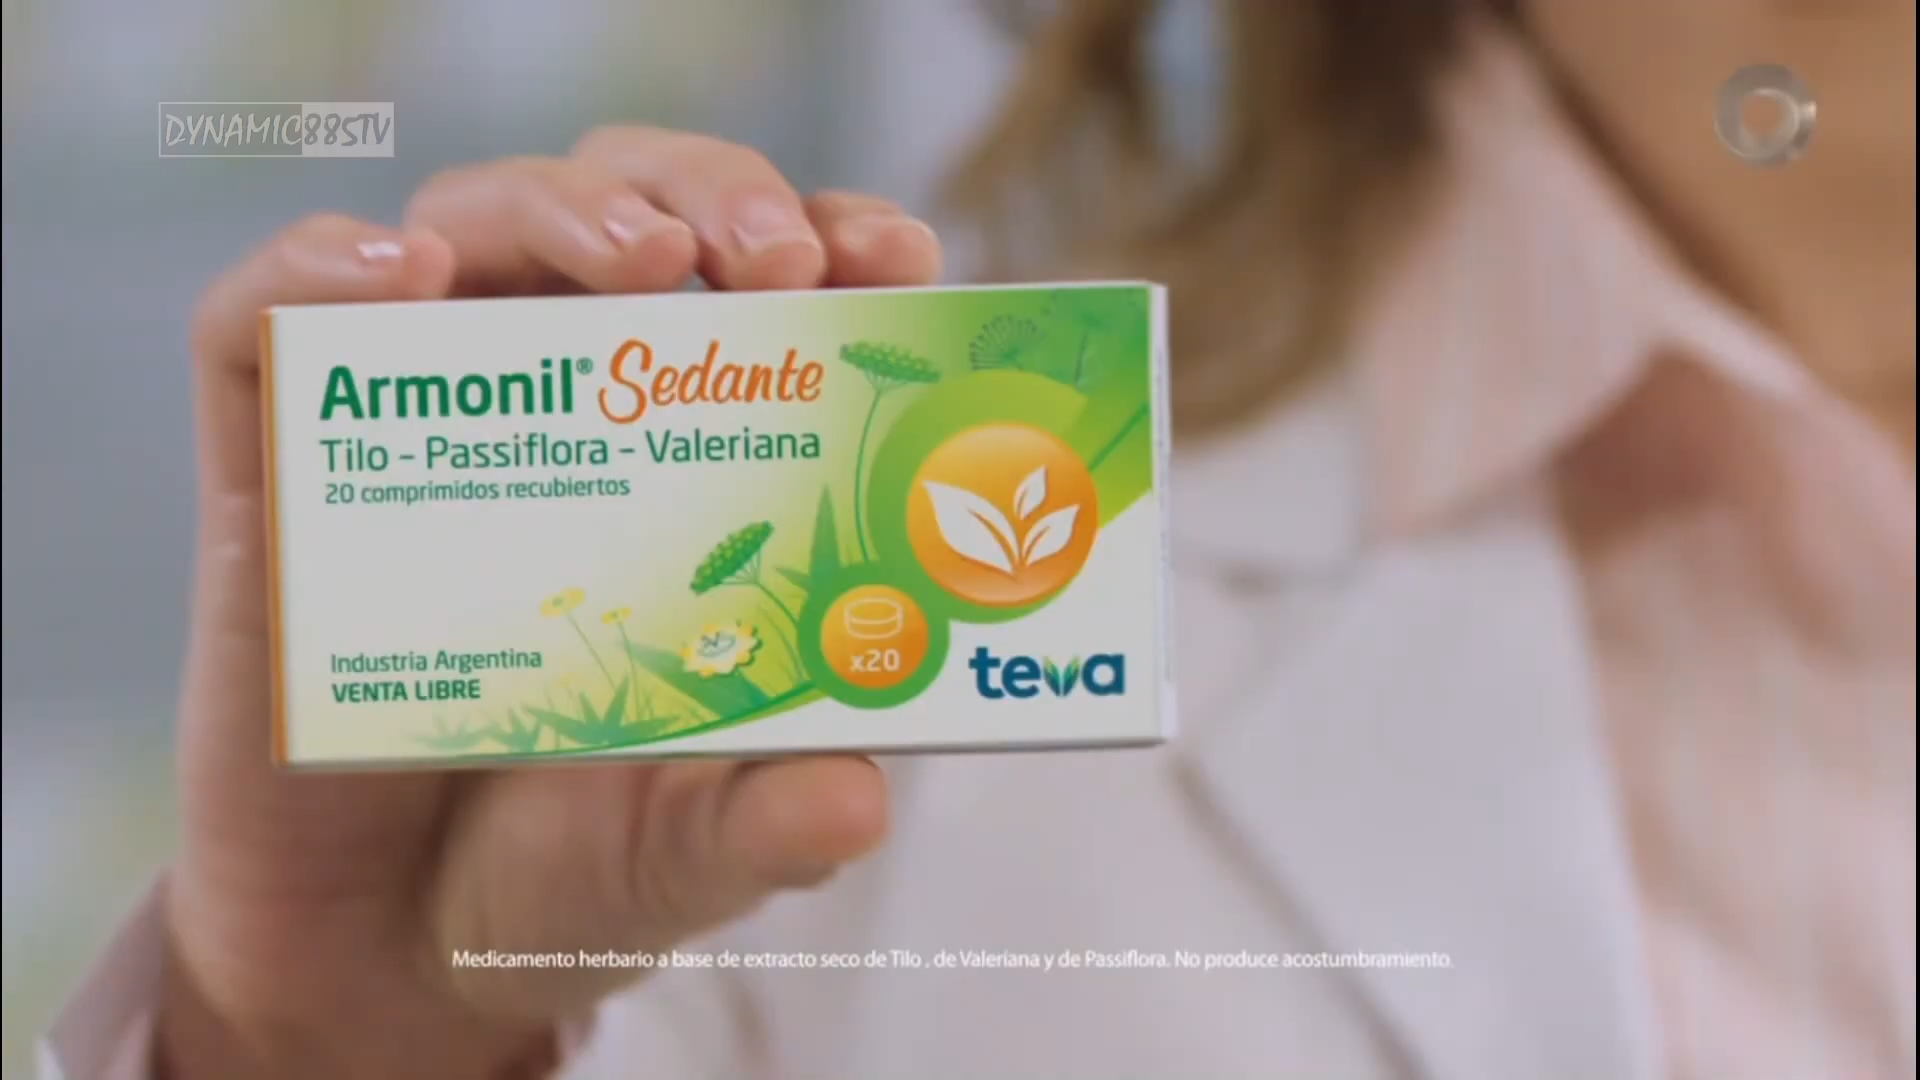 DYNAMIC885TV
Armonil® Sedante
Tilo - Passiflora - Valeriana
20 comprimidos recubiertos
x20
Industria Argentina
VENTA LIBRE
teva
Medicamento herbario a base de extracto seco de Tilo , de Valeriana y de Passiflora. No produce acostumbramiento.